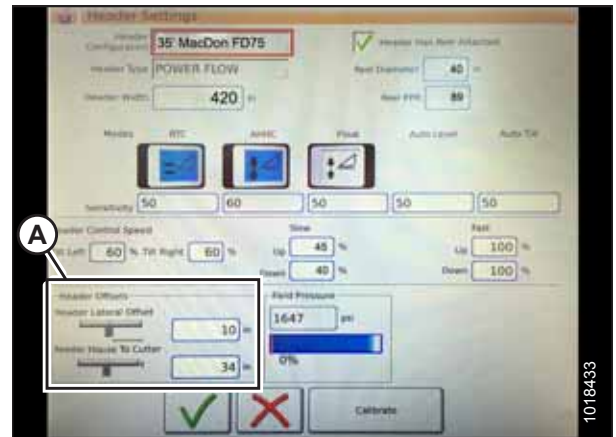 Header Settings
Header Configuration 35' MacDon FD75 Header Has Reel Attached
Header Type POWER FLOW Reel Diameter 40 in
Header Width 420 in Reel PPR 89
Modes RTC AHHC Float Auto Level Auto Tilt
Sensitivity 50 60 50 50 50
A
Header Control Speed Slow Fast
Tilt Left 60 % Tilt Right 60 % Up 45 % Up 100 %
Down 40 % Down 100 %
Header Offsets Field Pressure
Header Lateral Offset 10 in 1647 psi
Feeder House To Cutter 34 in 0%
Calibrate
1018433